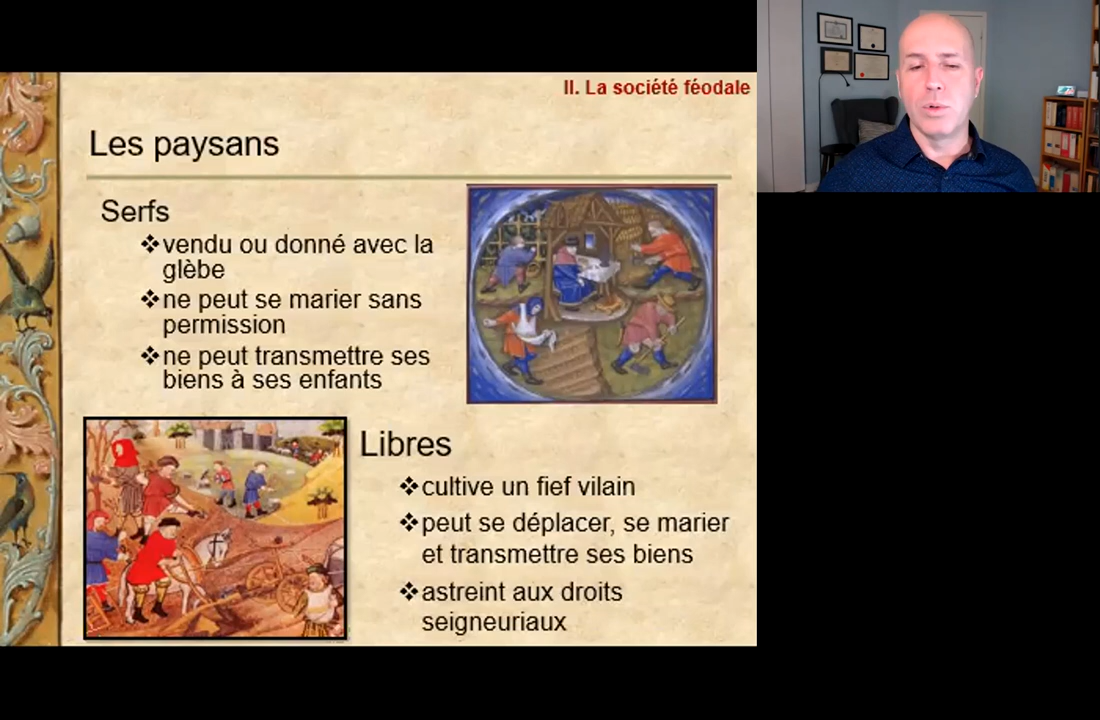 II. La société féodale
Les paysans
Serfs
❖vendu ou donné avec la
glèbe
❖ne peut se marier sans
permission
❖ne peut transmettre ses
biens à ses enfants
Libres
❖cultive un fief vilain
❖peut se déplacer, se marier
et transmettre ses biens
❖astreint aux droits
seigneuriaux